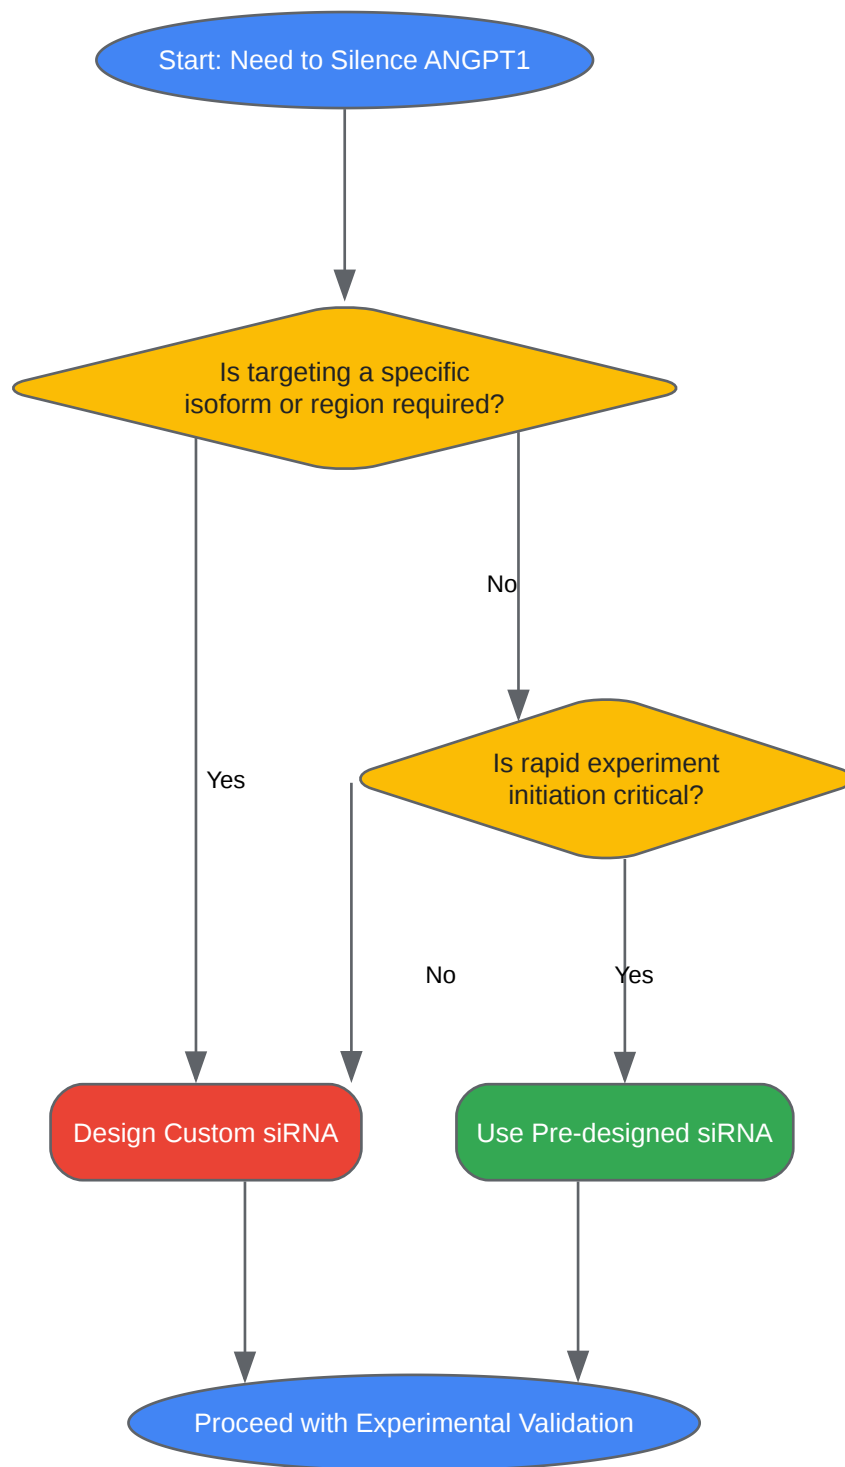 Start: Need to Silence ANGPT1
Is targeting a specific
isoform or region required?
No
Is rapid experiment
initiation critical?
Yes
No
Yes
Design Custom siRNA
Use Pre-designed siRNA
Proceed with Experimental Validation